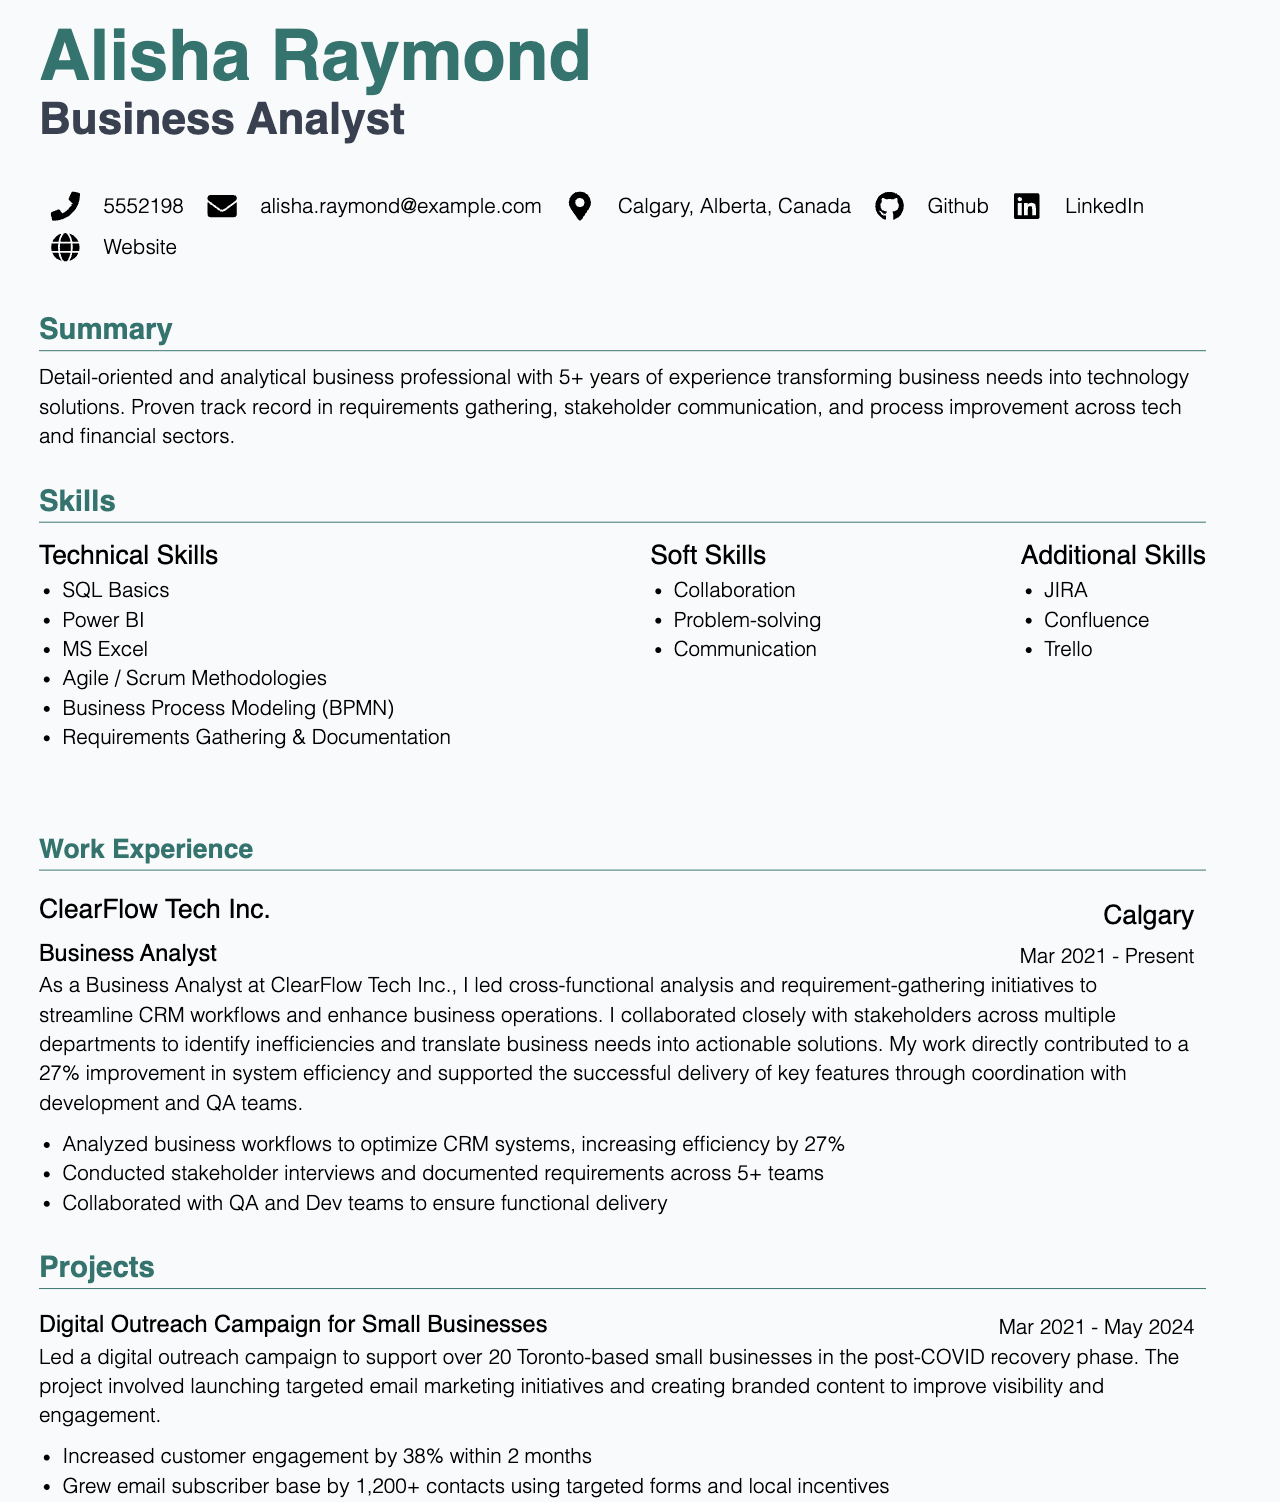 Alisha Raymond
Business Analyst
5552198 alisha.raymond@example.com Calgary, Alberta, Canada Github LinkedIn
Website
Summary
Detail-oriented and analytical business professional with 5+ years of experience transforming business needs into technology
solutions. Proven track record in requirements gathering, stakeholder communication, and process improvement across tech
and financial sectors.
Skills
Technical Skills
• SQL Basics
• Power BI
• MS Excel
• Agile / Scrum Methodologies
• Business Process Modeling (BPMN)
• Requirements Gathering & Documentation
Soft Skills
• Collaboration
• Problem-solving
• Communication
Additional Skills
• JIRA
• Confluence
• Trello
Work Experience
ClearFlow Tech Inc. Calgary
Business Analyst Mar 2021 - Present
As a Business Analyst at ClearFlow Tech Inc., I led cross-functional analysis and requirement-gathering initiatives to
streamline CRM workflows and enhance business operations. I collaborated closely with stakeholders across multiple
departments to identify inefficiencies and translate business needs into actionable solutions. My work directly contributed to a
27% improvement in system efficiency and supported the successful delivery of key features through coordination with
development and QA teams.
• Analyzed business workflows to optimize CRM systems, increasing efficiency by 27%
• Conducted stakeholder interviews and documented requirements across 5+ teams
• Collaborated with QA and Dev teams to ensure functional delivery
Projects
Digital Outreach Campaign for Small Businesses Mar 2021 - May 2024
Led a digital outreach campaign to support over 20 Toronto-based small businesses in the post-COVID recovery phase. The
project involved launching targeted email marketing initiatives and creating branded content to improve visibility and
engagement.
• Increased customer engagement by 38% within 2 months
• Grew email subscriber base by 1,200+ contacts using targeted forms and local incentives